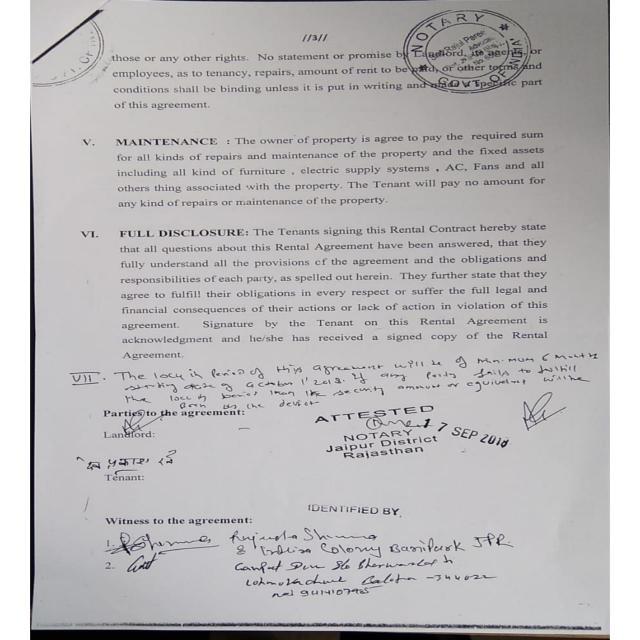 //3//
NOTARY
GOVT. OF INDIA
those or any other rights. No statement or promise by Landlord, its agents or
employees, as to tenancy, repairs, amount of rent to be paid, or other terms and
conditions shall be binding unless it is put in writing and made a specific part
of this agreement.
V. MAINTENANCE : The owner of property is agree to pay the required sum
for all kinds of repairs and maintenance of the property and the fixed assets
including all kind of furniture , electric supply systems , AC, Fans and all
others thing associated with the property. The Tenant will pay no amount for
any kind of repairs or maintenance of the property.
VI. FULL DISCLOSURE: The Tenants signing this Rental Contract hereby state
that all questions about this Rental Agreement have been answered, that they
fully understand all the provisions of the agreement and the obligations and
responsibilities of each party, as spelled out herein. They further state that they
agree to fulfill their obligations in every respect or suffer the full legal and
financial consequences of their actions or lack of action in violation of this
agreement. Signature by the Tenant on this Rental Agreement is
acknowledgment and he/she has received a signed copy of the Rental
Agreement.
VII. The lock in Period of this agreement will be of Minimum 6 Months
starting date of October 1' 2018. If any Party fails to fulfill
the lock in period then the security amount or equivalent will be
Parties to the agreement:
Landlord:
ATTESTED
17 SEP 2018
NOTARY
Jaipur District
Rajasthan
Tenant:
IDENTIFIED BY
Witness to the agreement:
1. Sharma
8 Indira Colony Banipark JPR.
2.